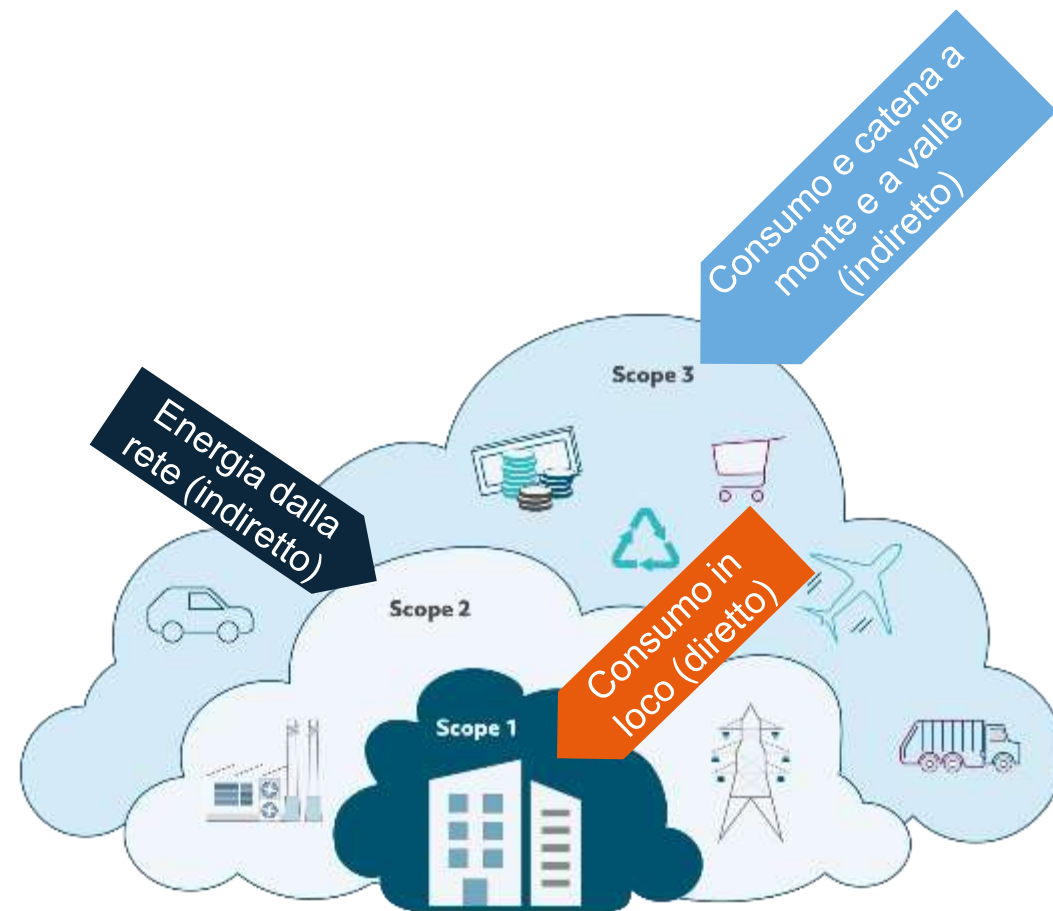 Consumo e catena a
monte e a valle
(indiretto)
Scope 3
Energia dalla
rete (indiretto)
Scope 2
Consumo in
loco (diretto)
Scope 1